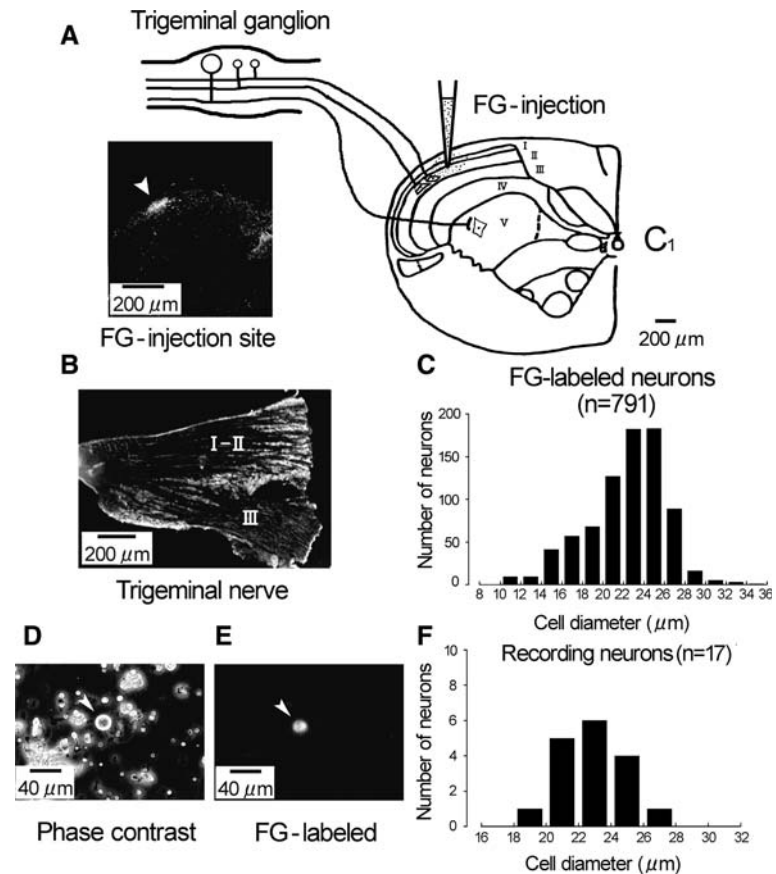 A
Trigeminal ganglion
FG-injection
I
II
III
IV
V
C1
200 μm
200 μm
FG-injection site
B
I-II
III
200 μm
Trigeminal nerve
C
FG-labeled neurons
(n=791)
Number of neurons
200
150
100
50
0
8 10 12 14 16 18 20 22 24 26 28 30 32 34 36
Cell diameter (μm)
D
40 μm
Phase contrast
E
40 μm
FG-labeled
F
Recording neurons (n=17)
Number of neurons
10
8
6
4
2
0
16 18 20 22 24 26 28 30 32
Cell diameter (μm)